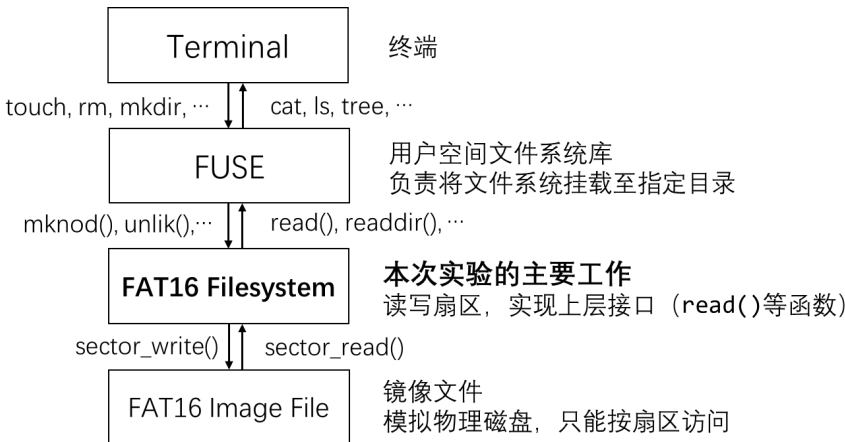 Terminal
终端
touch, rm, mkdir, …
cat, ls, tree, …
FUSE
用户空间文件系统库
负责将文件系统挂载至指定目录
mknod(), unlik(),…
read(), readdir(), …
FAT16 Filesystem
本次实验的主要工作
读写扇区，实现上层接口（read()等函数）
sector_write()
sector_read()
FAT16 Image File
镜像文件
模拟物理磁盘，只能按扇区访问